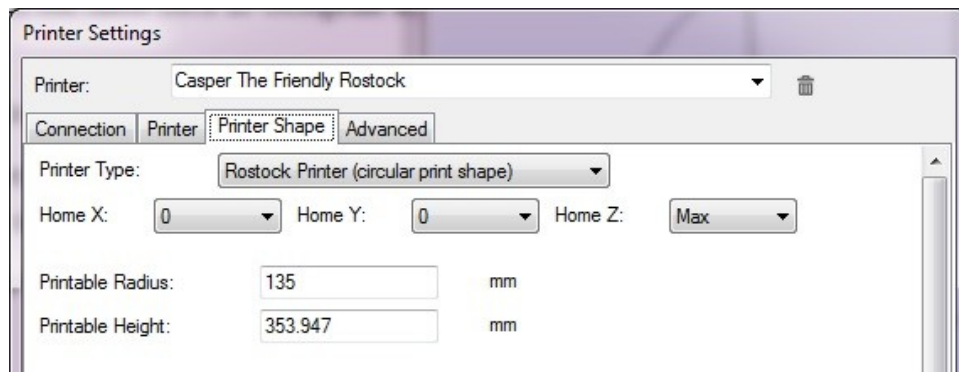 Printer Settings
Printer: Casper The Friendly Rostock
Connection Printer Printer Shape Advanced
Printer Type: Rostock Printer (circular print shape)
Home X: 0 Home Y: 0 Home Z: Max
Printable Radius: 135 mm
Printable Height: 353.947 mm